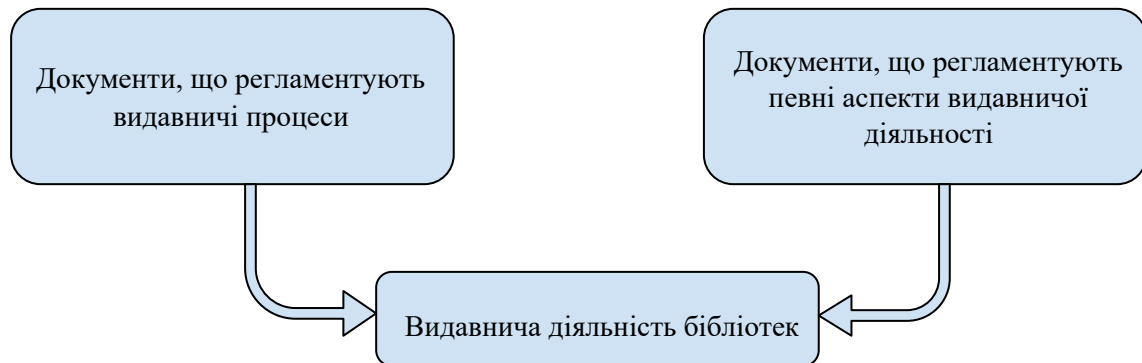 Документи, що регламентують
видавничі процеси
Документи, що регламентують
певні аспекти видавничої
діяльності
Видавнича діяльність бібліотек